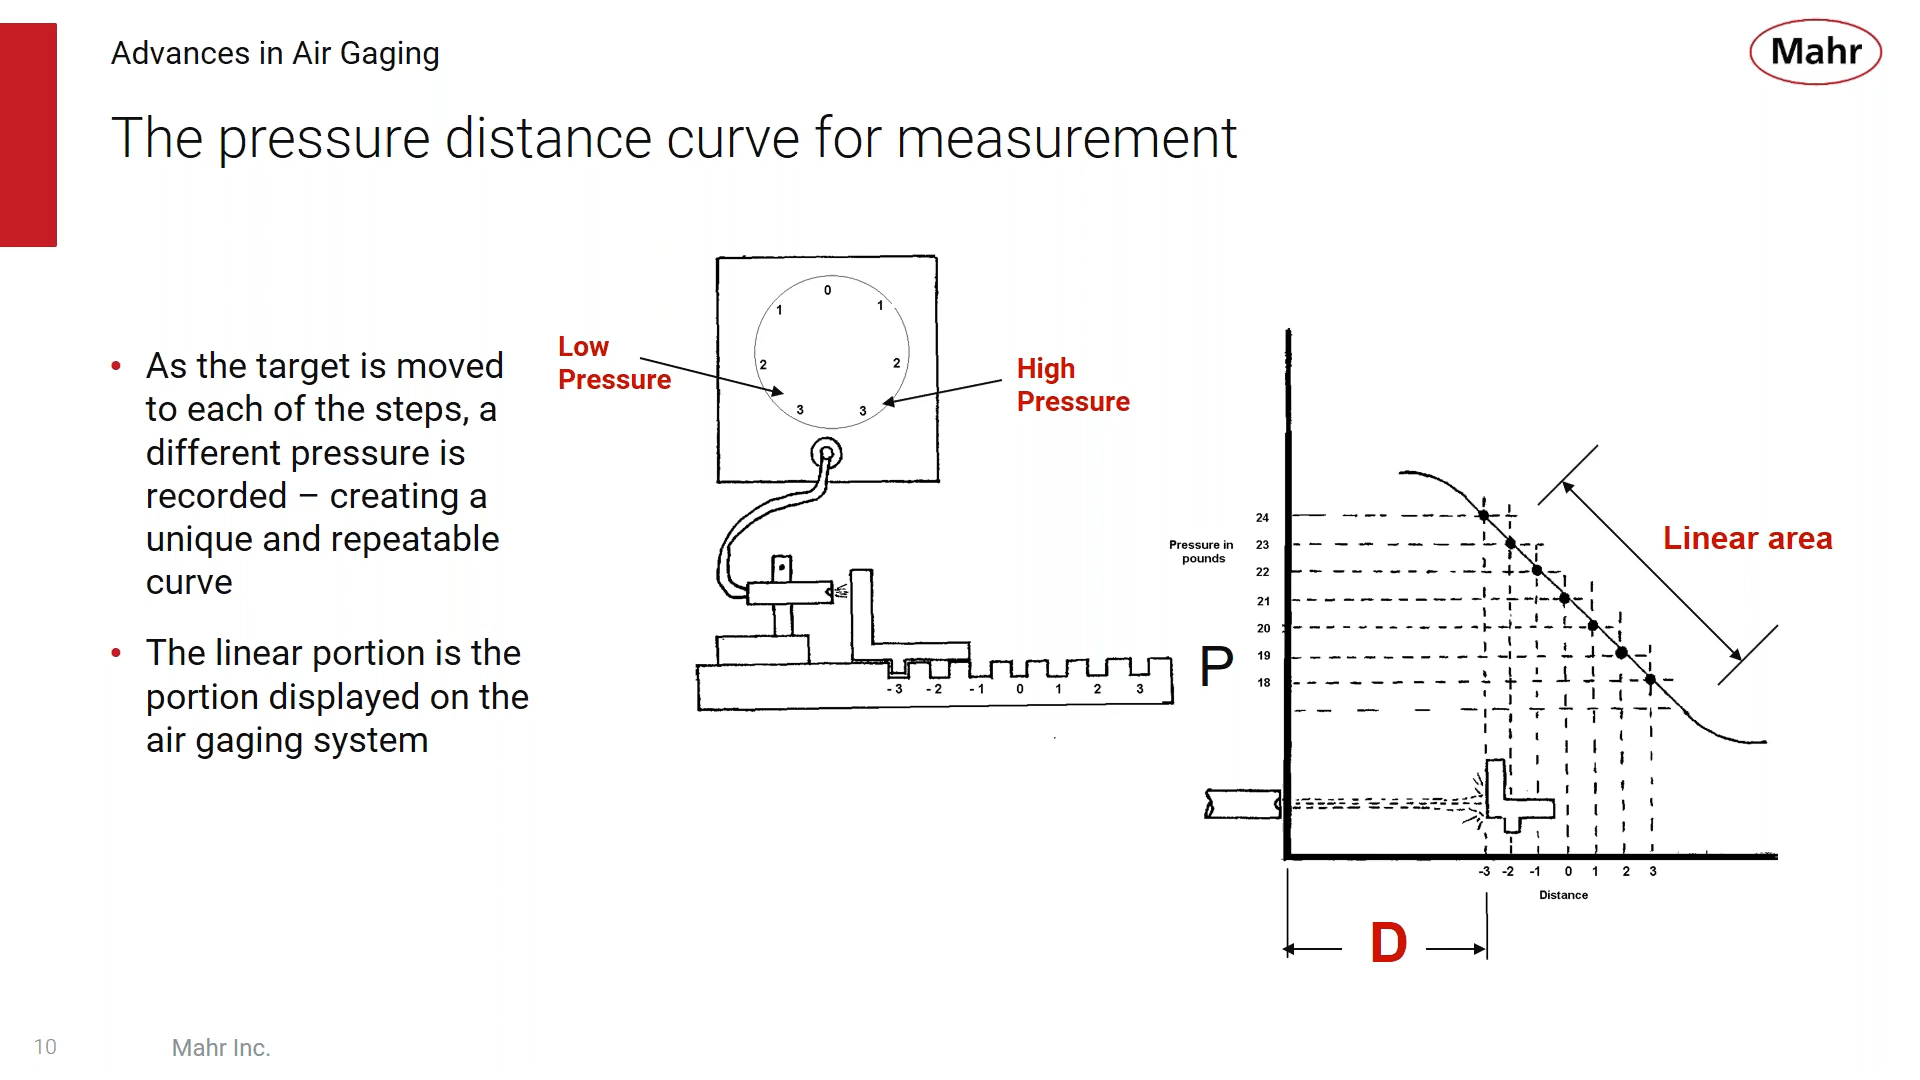 Advances in Air Gaging
Mahr
The pressure distance curve for measurement
• As the target is moved
to each of the steps, a
different pressure is
recorded – creating a
unique and repeatable
curve
• The linear portion is the
portion displayed on the
air gaging system
0
1 1
2 2
3 3
Low
Pressure
High
Pressure
-3 -2 -1 0 1 2 3
Linear area
Pressure in
pounds
P
24
23
22
21
20
19
18
-3 -2 -1 0 1 2 3
Distance
D
10
Mahr Inc.